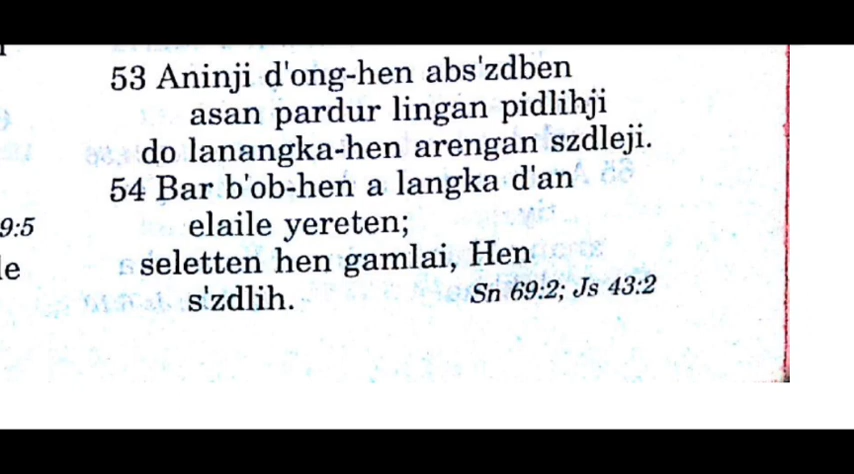 53 Aninji d'ong-hen abs'zdben
asan pardur lingan pidlihji
do lanangka-hen arengan szdleji.
54 Bar b'ob-hen a langka d'an
9:5
elaile yereten;
le
seletten hen gamlai, Hen
s'zdlih.
Sn 69:2; Js 43:2